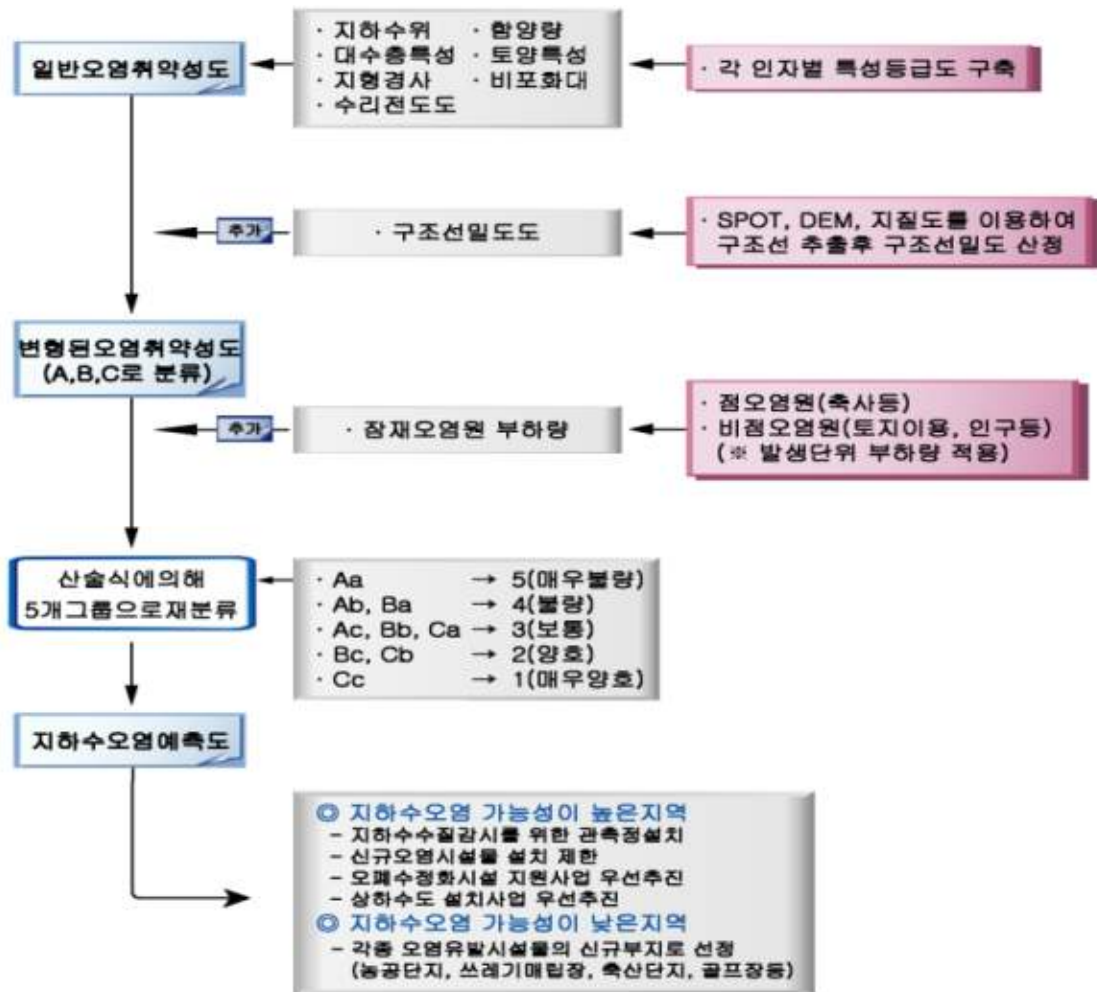 일반오염취약성도
· 지하수위 · 함양량
· 대수층특성 · 토양특성
· 지형경사 · 비포화대
· 수리전도도
· 각 인자별 특성등급도 구축
추가
· 구조선밀도도
· SPOT, DEM, 지질도를 이용하여
구조선 추출후 구조선밀도 산정
변형된오염취약성도
(A,B,C로 분류)
추가
· 잠재오염원 부하량
· 점오염원(축사등)
· 비점오염원(토지이용, 인구등)
(※ 발생단위 부하량 적용)
산술식에의해
5개그룹으로재분류
· Aa → 5(매우불량)
· Ab, Ba → 4(불량)
· Ac, Bb, Ca → 3(보통)
· Bc, Cb → 2(양호)
· Cc → 1(매우양호)
지하수오염예측도
◎ 지하수오염 가능성이 높은지역
- 지하수수질감시를 위한 관측정설치
- 신규오염시설물 설치 제한
- 오폐수정화시설 지원사업 우선추진
- 상하수도 설치사업 우선추진
◎ 지하수오염 가능성이 낮은지역
- 각종 오염유발시설물의 신규부지로 선정
(농공단지, 쓰레기매립장, 축산단지, 골프장등)